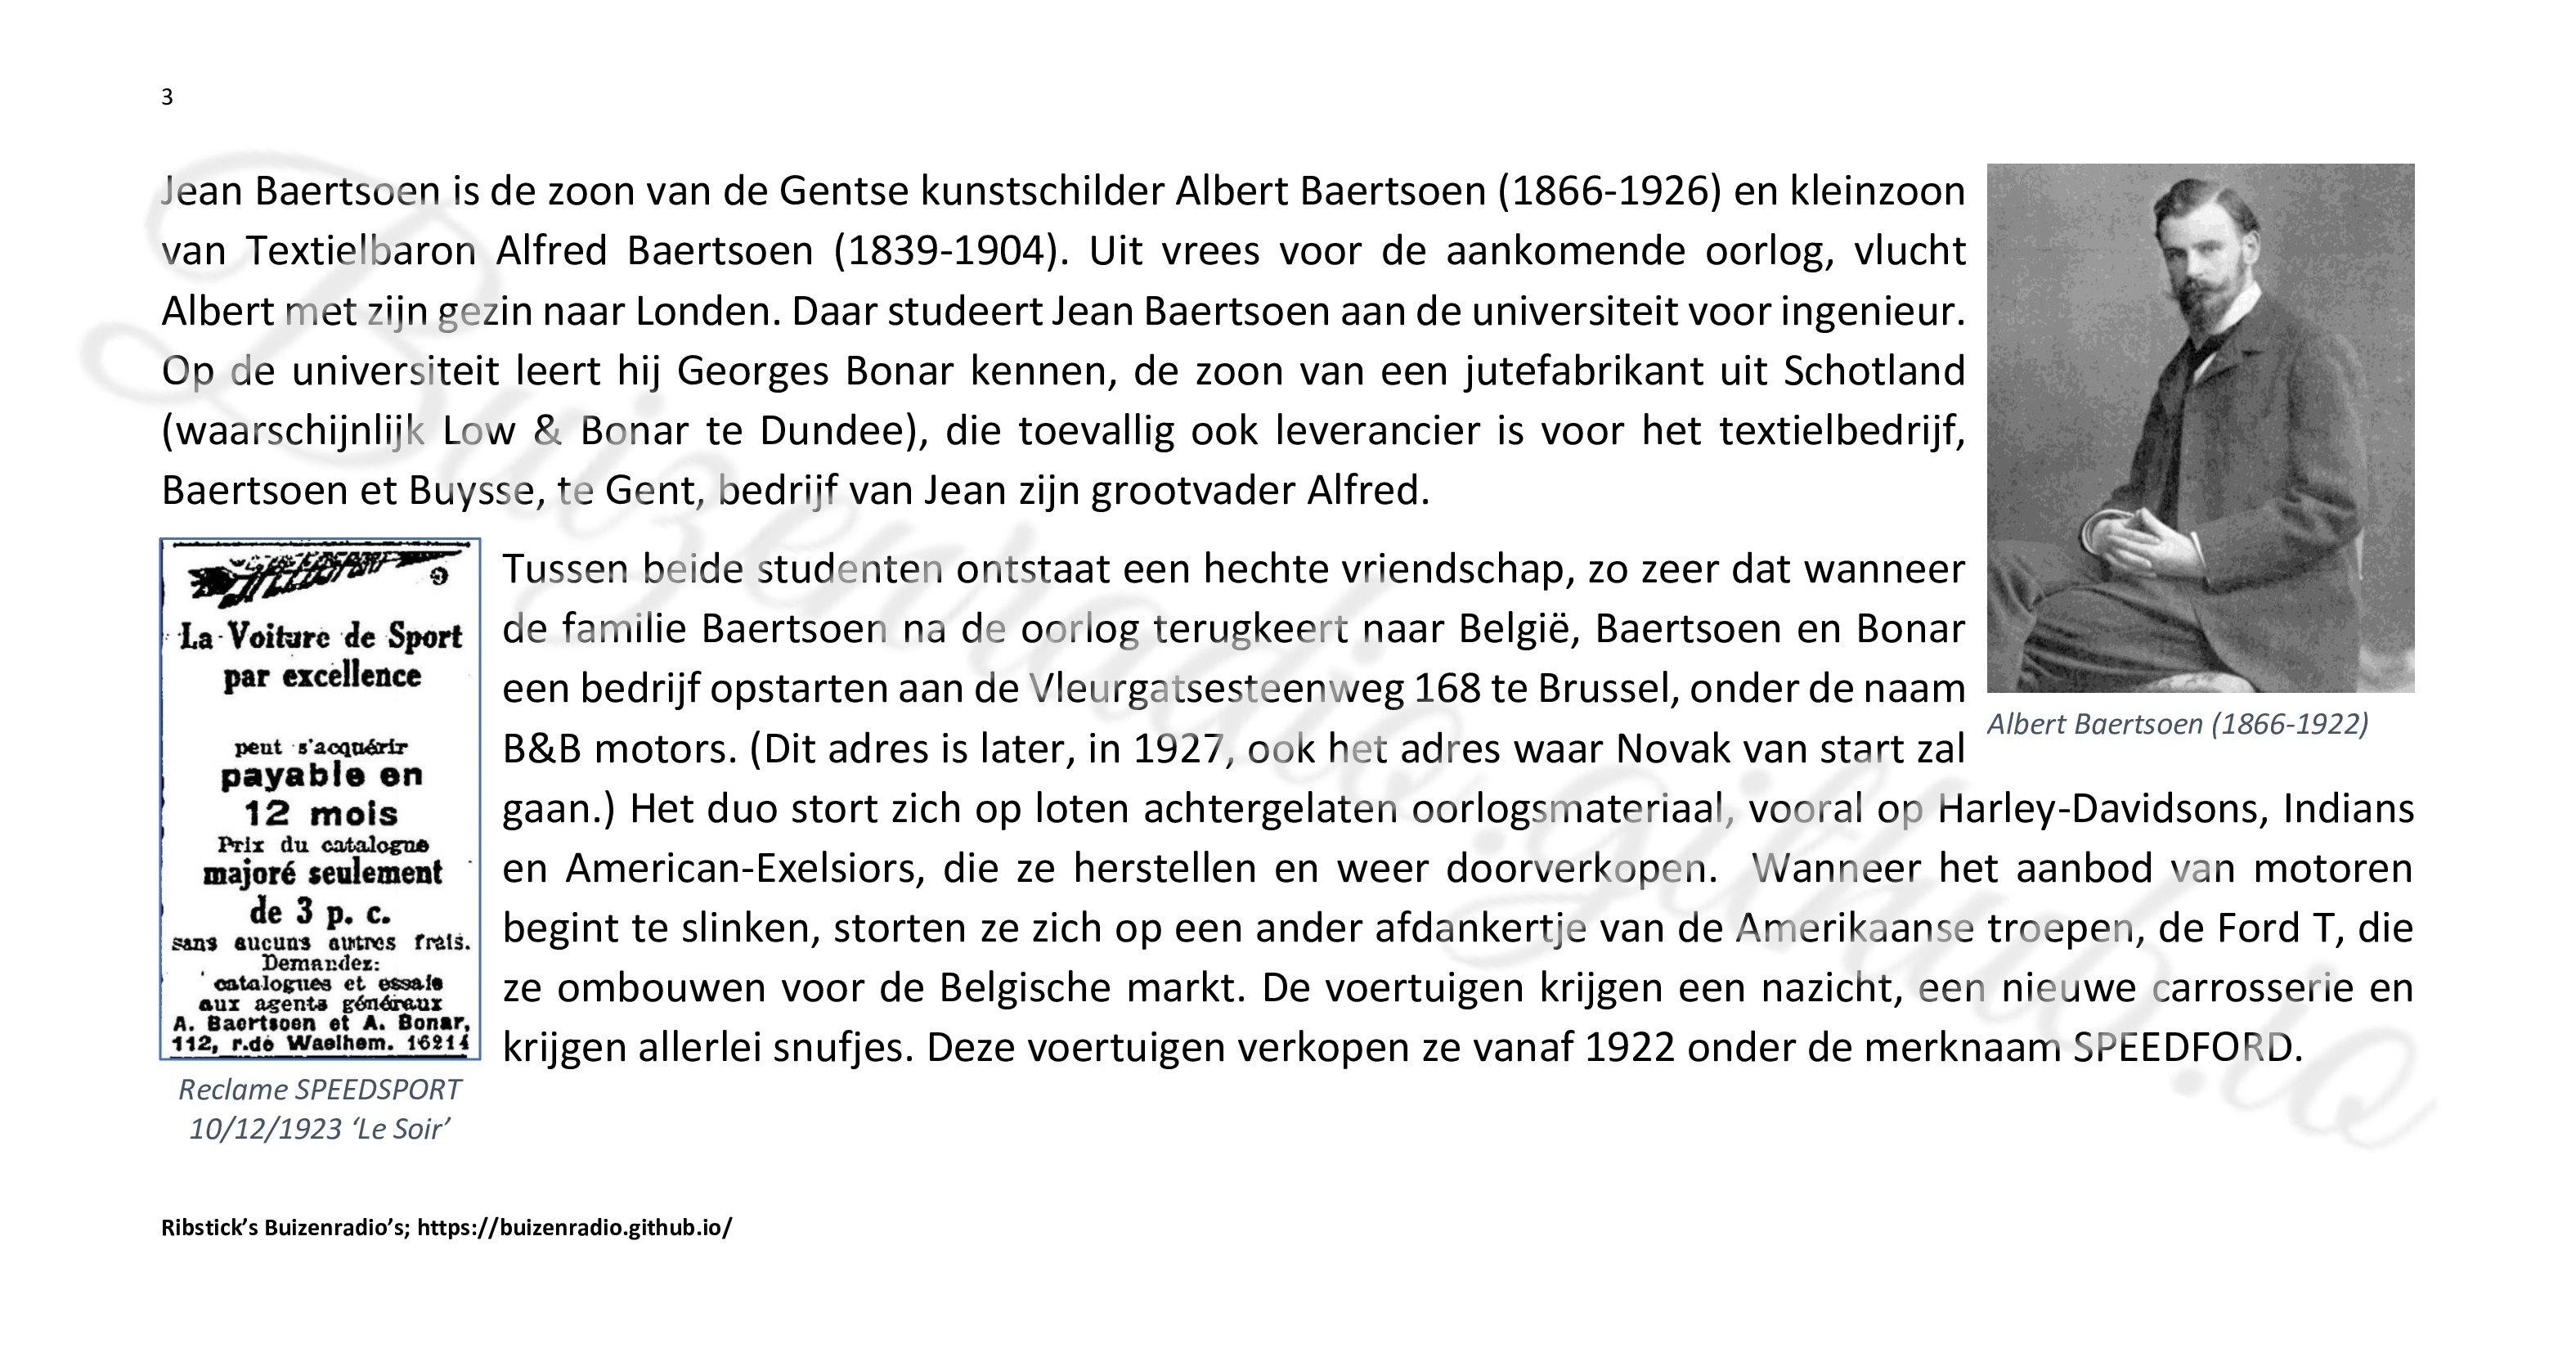 3
Jean Baertsoen is de zoon van de Gentse kunstschilder Albert Baertsoen (1866-1926) en kleinzoon
van Textielbaron Alfred Baertsoen (1839-1904). Uit vrees voor de aankomende oorlog, vlucht
Albert met zijn gezin naar Londen. Daar studeert Jean Baertsoen aan de universiteit voor ingenieur.
Op de universiteit leert hij Georges Bonar kennen, de zoon van een jutefabrikant uit Schotland
(waarschijnlijk Low & Bonar te Dundee), die toevallig ook leverancier is voor het textielbedrijf,
Baertsoen et Buysse, te Gent, bedrijf van Jean zijn grootvader Alfred.
Albert Baertsoen (1866-1922)
Tussen beide studenten ontstaat een hechte vriendschap, zo zeer dat wanneer
de familie Baertsoen na de oorlog terugkeert naar België, Baertsoen en Bonar
een bedrijf opstarten aan de Vleurgatsesteenweg 168 te Brussel, onder de naam
B&B motors. (Dit adres is later, in 1927, ook het adres waar Novak van start zal
gaan.) Het duo stort zich op loten achtergelaten oorlogsmateriaal, vooral op Harley-Davidsons, Indians
en American-Exelsiors, die ze herstellen en weer doorverkopen. Wanneer het aanbod van motoren
begint te slinken, storten ze zich op een ander afdankertje van de Amerikaanse troepen, de Ford T, die
ze ombouwen voor de Belgische markt. De voertuigen krijgen een nazicht, een nieuwe carrosserie en
krijgen allerlei snufjes. Deze voertuigen verkopen ze vanaf 1922 onder de merknaam SPEEDFORD.
La Voiture de Sport
par excellence
peut s'acquérir
payable en
12 mois
Prix du catalogue
majoré seulement
de 3 p. c.
sans aucuns autres frais.
Demandez:
catalogues et essais
aux agents généraux
A. Baertsoen et A. Bonar,
112, r.de Waelhem. 16214
Reclame SPEEDSPORT
10/12/1923 ‘Le Soir’
Ribstick’s Buizenradio’s; https://buizenradio.github.io/
Buizenradio.github.io